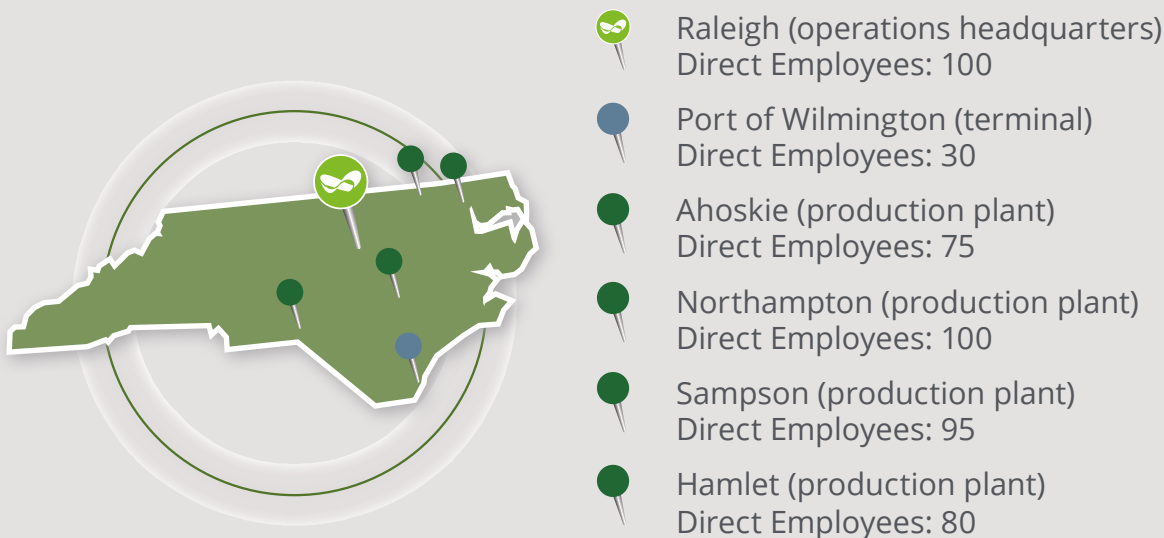 Raleigh (operations headquarters)
Direct Employees: 100
Port of Wilmington (terminal)
Direct Employees: 30
Ahoskie (production plant)
Direct Employees: 75
Northampton (production plant)
Direct Employees: 100
Sampson (production plant)
Direct Employees: 95
Hamlet (production plant)
Direct Employees: 80